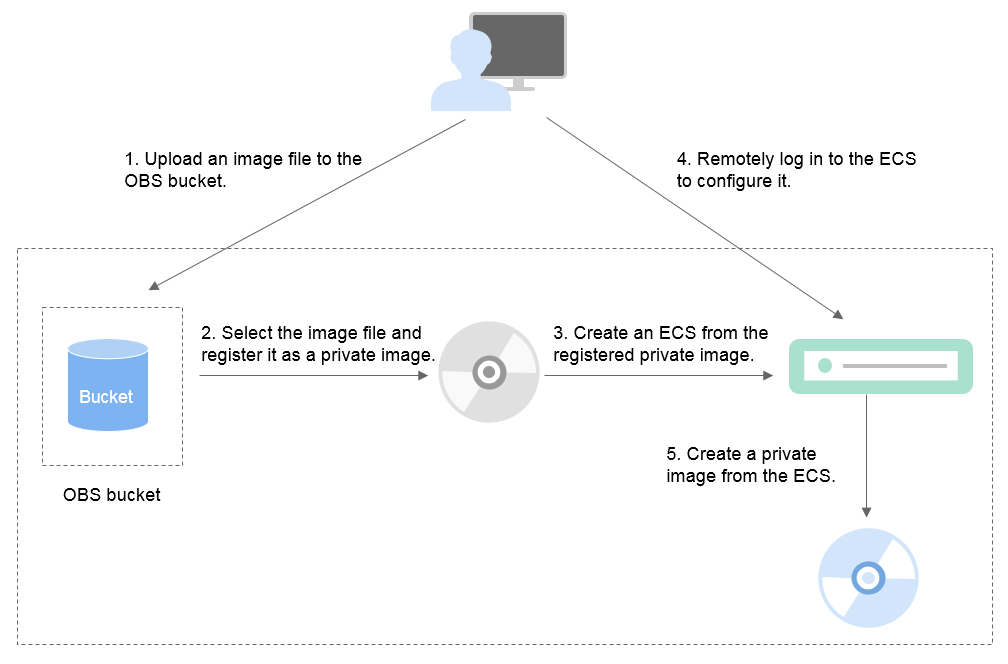 1. Upload an image file to the
OBS bucket.
4. Remotely log in to the ECS
to configure it.
2. Select the image file and
register it as a private image.
3. Create an ECS from the
registered private image.
Bucket
OBS bucket
5. Create a private
image from the ECS.